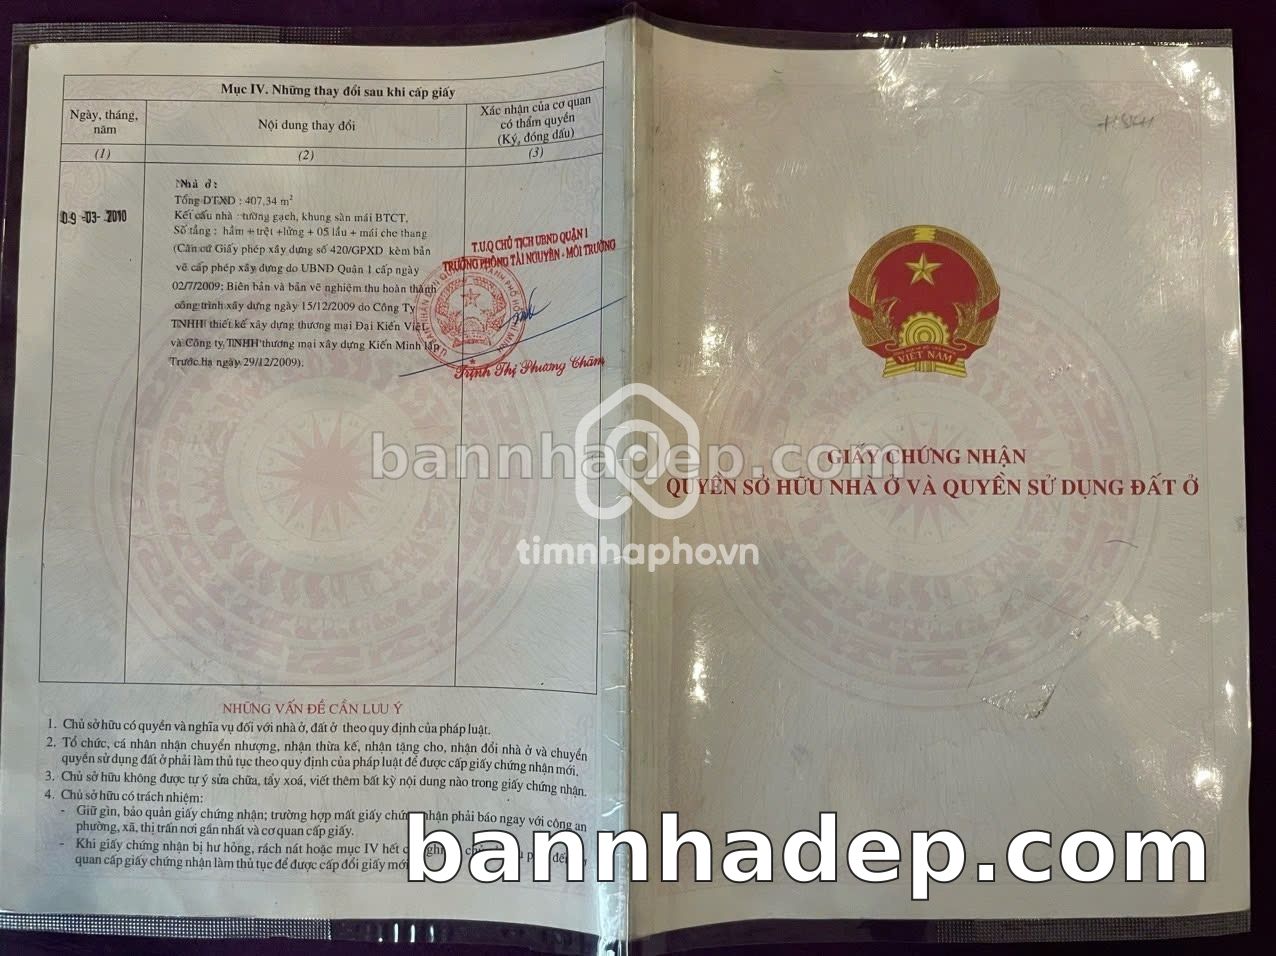 Mục IV. Những thay đổi sau khi cấp giấy
Ngày, tháng, năm
Nội dung thay đổi
Xác nhận của cơ quan có thẩm quyền (Ký, đóng dấu)
(1)
(2)
(3)
09 -03- 2010
Nhà ở:
Tổng DTXD : 407,34 m²
Kết cấu nhà : tường gạch, khung sàn mái BTCT,
Số tầng : hầm +trệt +lửng + 05 lầu + mái che thang
(Căn cứ Giấy phép xây dựng số 420/GPXD kèm bản
vẽ cấp phép xây dựng do UBND Quận 1 cấp ngày
02/7/2009; Biên bản và bản vẽ nghiệm thu hoàn thành
công trình xây dựng ngày 15/12/2009 do Công Ty
TNHH thiết kế xây dựng thương mại Đại Kiến Việt
và Công ty TNHH thương mại xây dựng Kiến Minh lập
Trước bạ ngày 29/12/2009).
T.U.Q CHỦ TỊCH UBND QUẬN 1
TRƯỞNG PHÒNG TÀI NGUYÊN - MÔI TRƯỜNG
Trịnh Thị Phương Châm
NHỮNG VẤN ĐỀ CẦN LƯU Ý
1. Chủ sở hữu có quyền và nghĩa vụ đối với nhà ở, đất ở theo quy định của pháp luật.
2. Tổ chức, cá nhân nhận chuyển nhượng, nhận thừa kế, nhận tặng cho, nhận đổi nhà ở và chuyển
quyền sử dụng đất ở phải làm thủ tục theo quy định của pháp luật để được cấp giấy chứng nhận mới.
3. Chủ sở hữu không được tự ý sửa chữa, tẩy xoá, viết thêm bất kỳ nội dung nào trong giấy chứng nhận.
4. Chủ sở hữu có trách nhiệm:
- Giữ gìn, bảo quản giấy chứng nhận; trường hợp mất giấy chứng nhận phải báo ngay với công an
phường, xã, thị trấn nơi gần nhất và cơ quan cấp giấy.
- Khi giấy chứng nhận bị hư hỏng, rách nát hoặc mục IV hết
quan cấp giấy chứng nhận làm thủ tục để được cấp đổi giấy mới
VIỆT NAM
GIẤY CHỨNG NHẬN
QUYỀN SỞ HỮU NHÀ Ở VÀ QUYỀN SỬ DỤNG ĐẤT Ở
bannhadep.com
timnhapho.vn
bannhadep.com